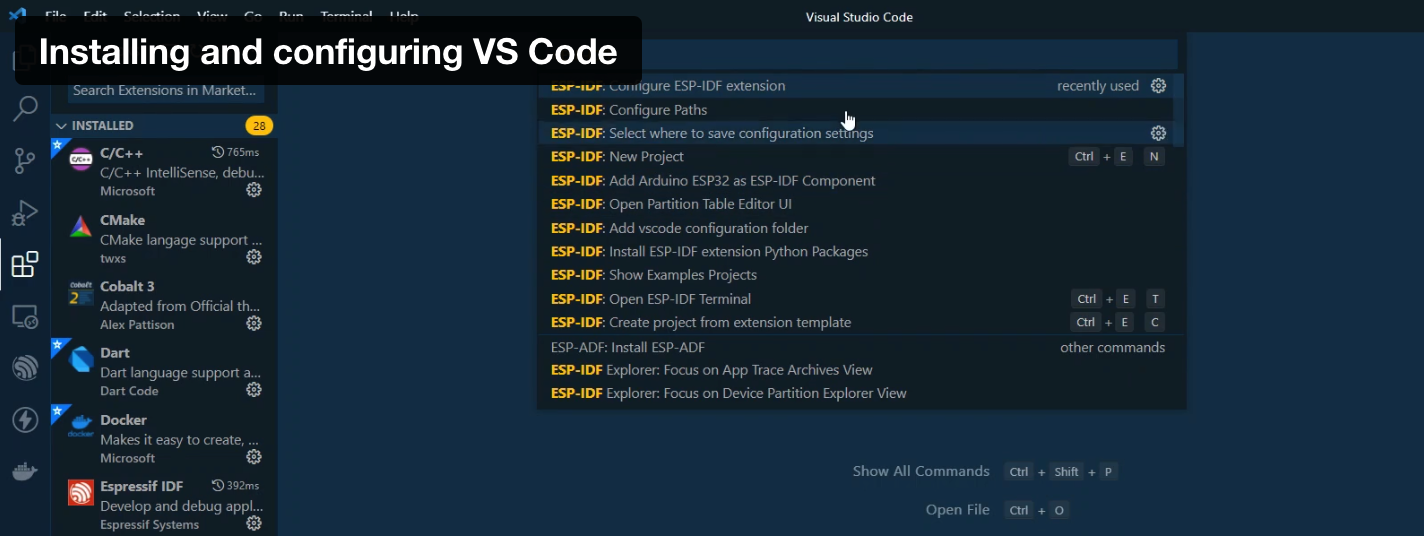 File Edit Selection View Go Run Terminal Help
Visual Studio Code
Installing and configuring VS Code
Search Extensions in Market...
INSTALLED 28
C/C++ 765ms
C/C++ IntelliSense, debu...
Microsoft
CMake
CMake langage support ...
twxs
Cobalt 3
Adapted from Official th...
Alex Pattison
Dart
Dart language support a...
Dart Code
Docker
Makes it easy to create, ...
Microsoft
Espressif IDF 392ms
Develop and debug appl...
Espressif Systems
ESP-IDF: Configure ESP-IDF extension recently used
ESP-IDF: Configure Paths
ESP-IDF: Select where to save configuration settings
ESP-IDF: New Project Ctrl + E N
ESP-IDF: Add Arduino ESP32 as ESP-IDF Component
ESP-IDF: Open Partition Table Editor UI
ESP-IDF: Add vscode configuration folder
ESP-IDF: Install ESP-IDF extension Python Packages
ESP-IDF: Show Examples Projects
ESP-IDF: Open ESP-IDF Terminal Ctrl + E T
ESP-IDF: Create project from extension template Ctrl + E C
ESP-ADF: Install ESP-ADF other commands
ESP-IDF Explorer: Focus on App Trace Archives View
ESP-IDF Explorer: Focus on Device Partition Explorer View
Show All Commands Ctrl + Shift + P
Open File Ctrl + O